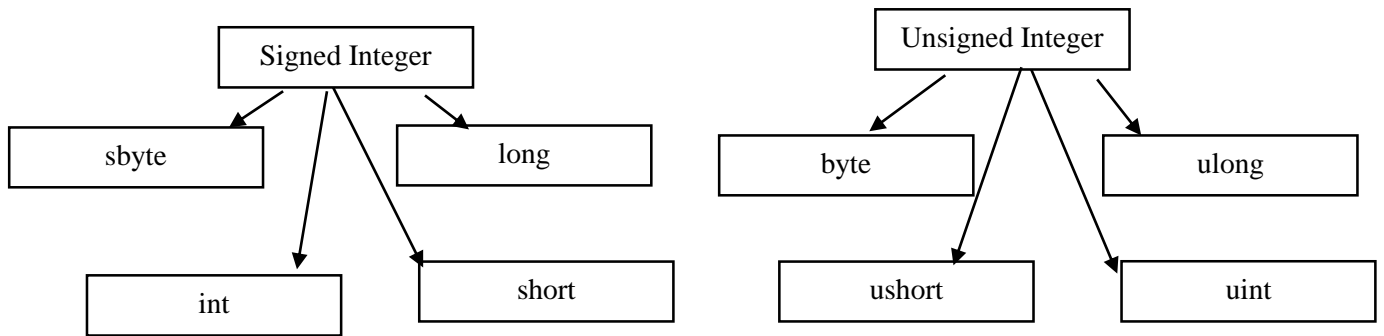 Signed Integer
sbyte
long
int
short
Unsigned Integer
byte
ulong
ushort
uint